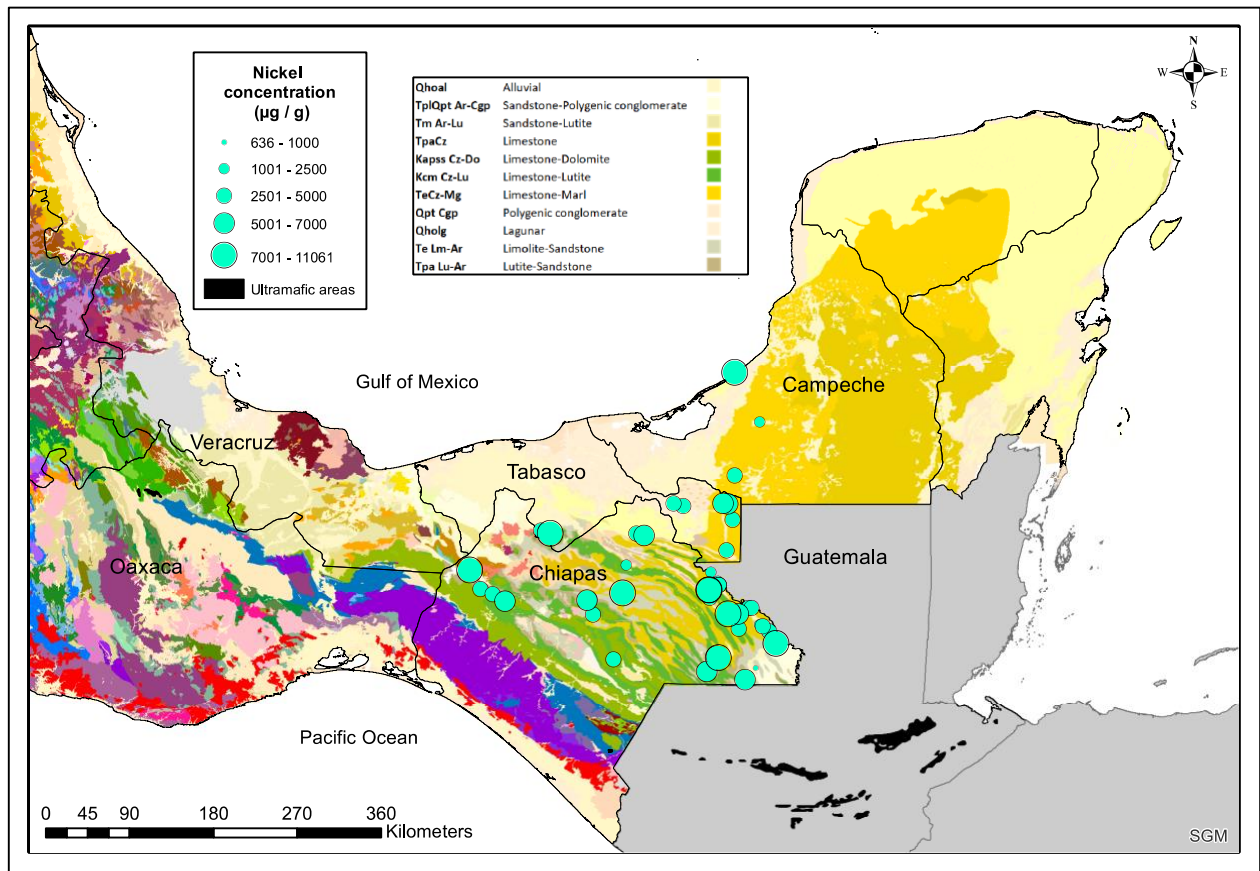 N
W E
S
Nickel
concentration
(µg / g)
636 - 1000
1001 - 2500
2501 - 5000
5001 - 7000
7001 - 11061
Ultramafic areas
Qhoal Alluvial
TplQpt Ar-Cgp Sandstone-Polygenic conglomerate
Tm Ar-Lu Sandstone-Lutite
TpaCz Limestone
Kapss Cz-Do Limestone-Dolomite
Kcm Cz-Lu Limestone-Lutite
TeCz-Mg Limestone-Marl
Qpt Cgp Polygenic conglomerate
Qholg Lagunar
Te Lm-Ar Limolite-Sandstone
Tpa Lu-Ar Lutite-Sandstone
Gulf of Mexico
Campeche
Veracruz
Tabasco
Guatemala
Oaxaca
Chiapas
Pacific Ocean
0 45 90 180 270 360
Kilometers
SGM